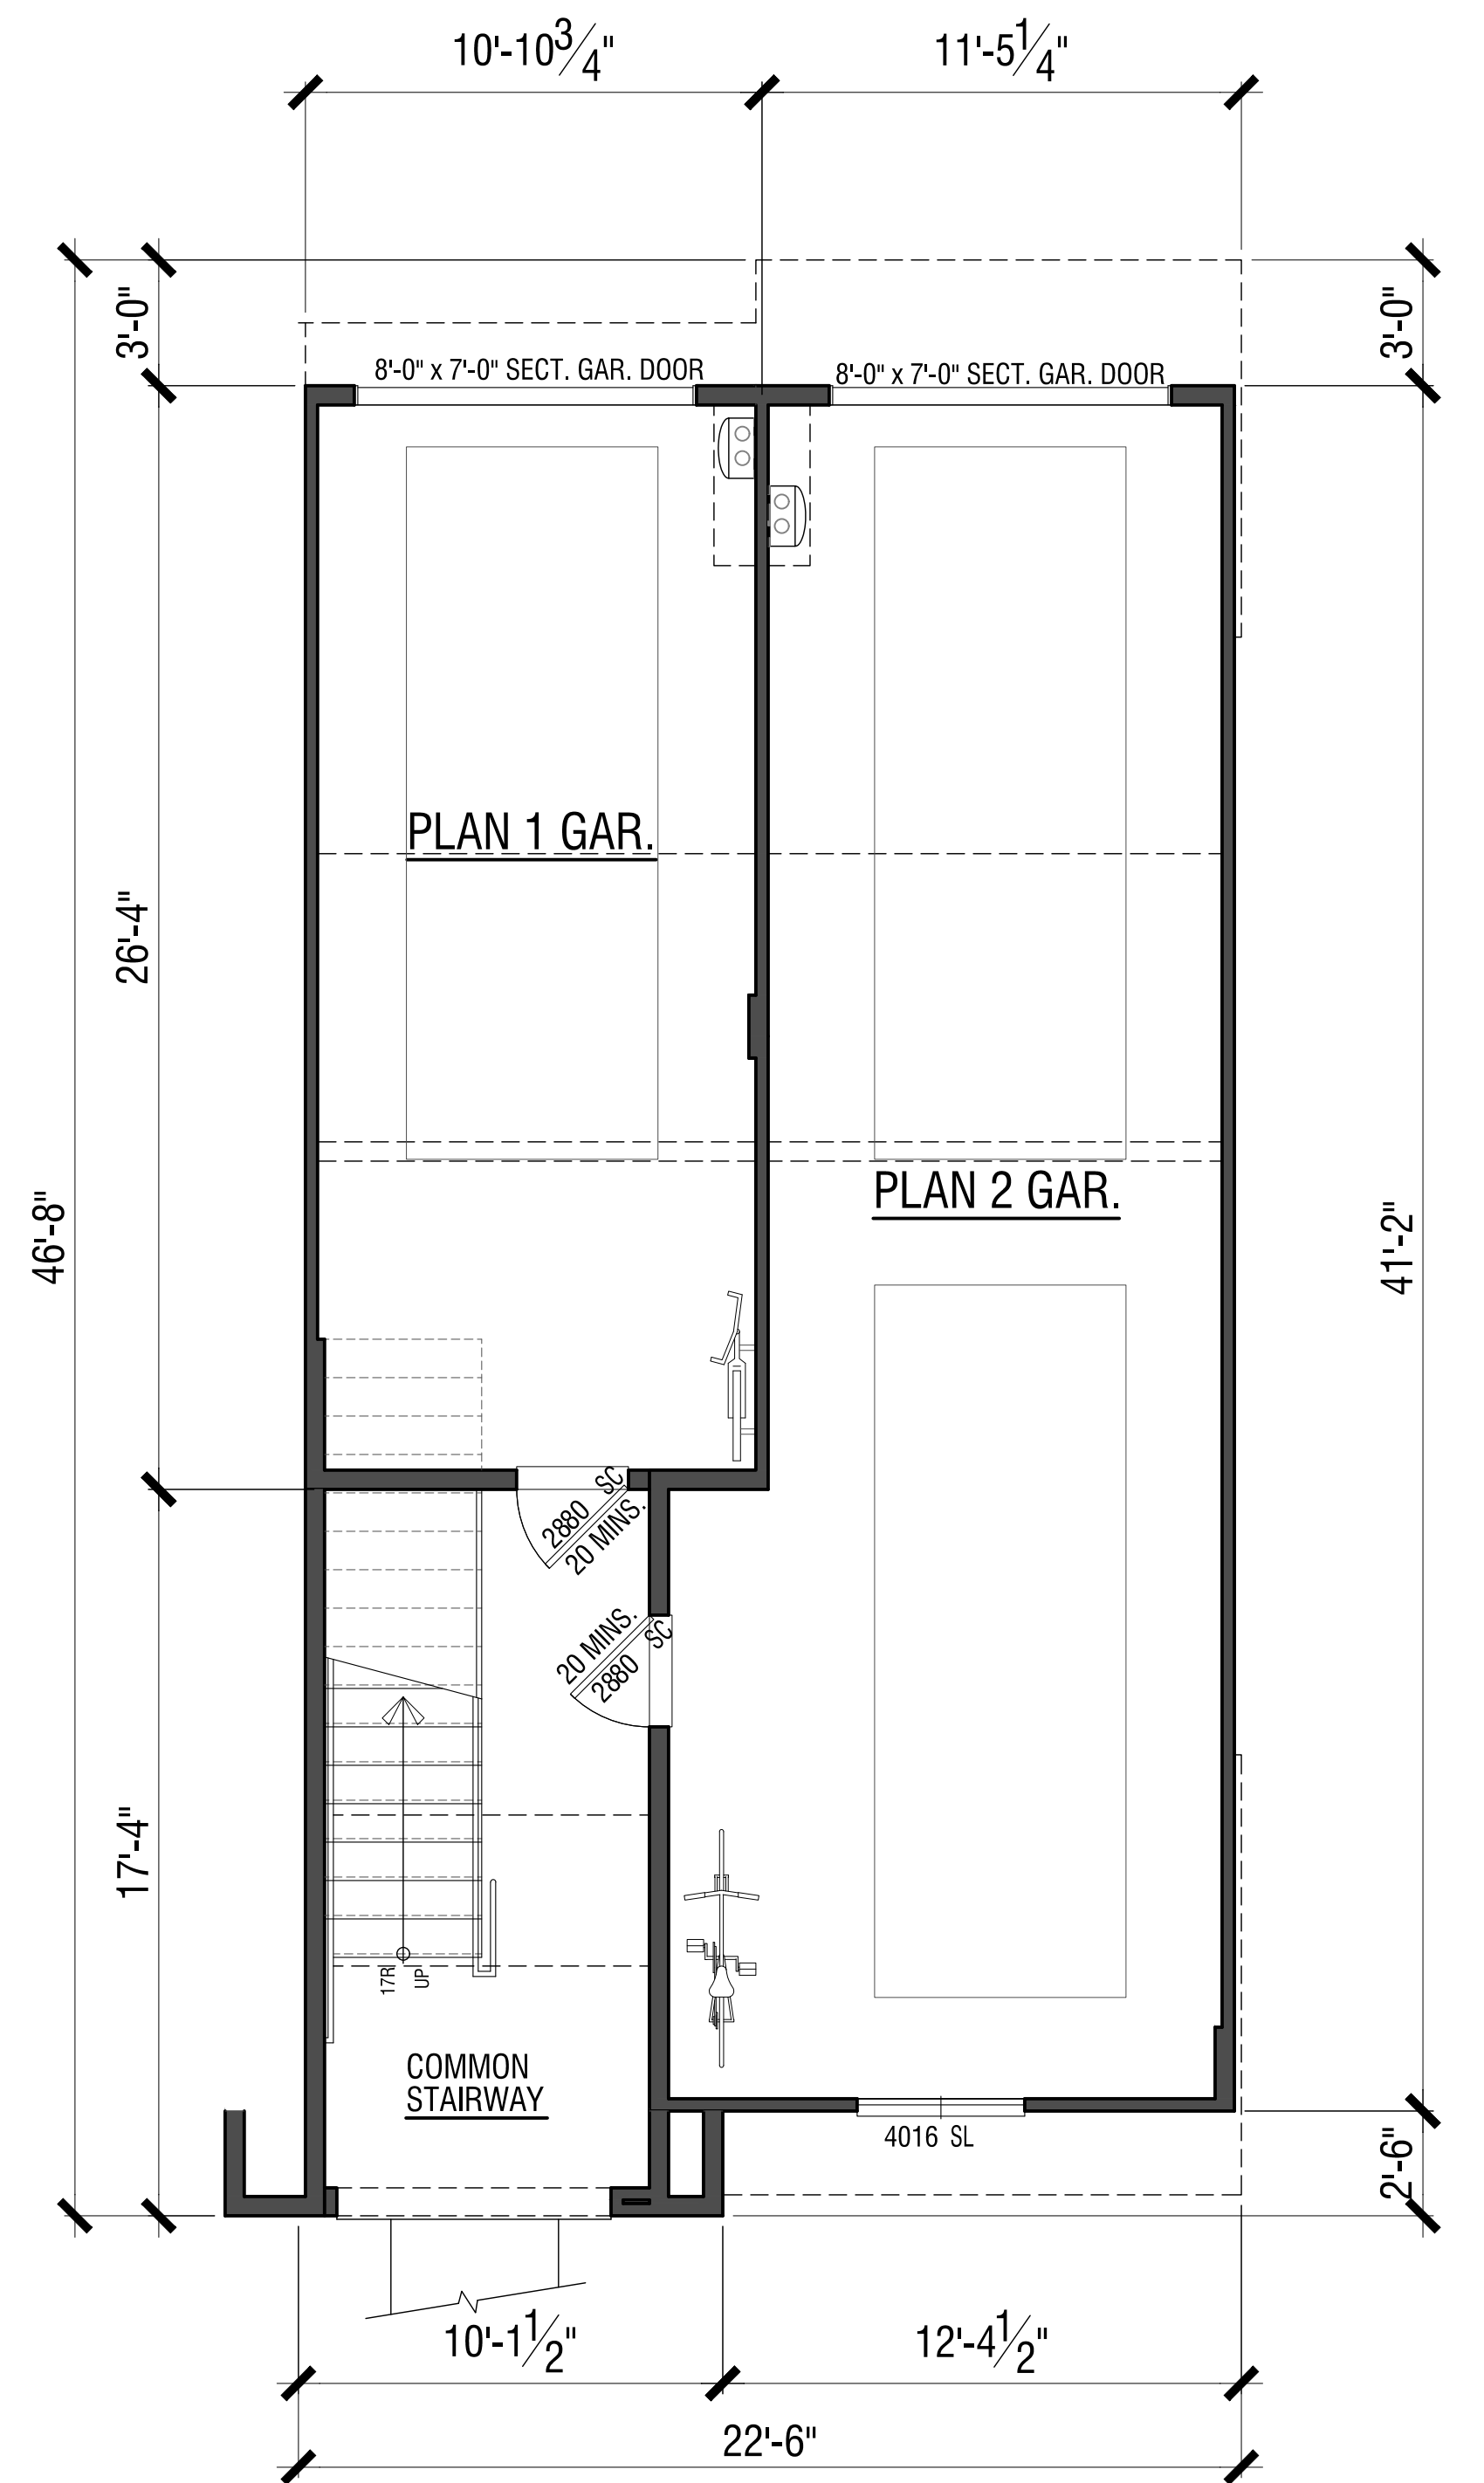 10'-10 3/4"
11'-5 1/4"
3'-0"
3'-0"
8'-0" x 7'-0" SECT. GAR. DOOR
8'-0" x 7'-0" SECT. GAR. DOOR
PLAN 1 GAR.
26'-4"
PLAN 2 GAR.
46'-8"
41'-2"
2880 SC
20 MINS.
20 MINS.
2880 SC
17'-4"
17R
UP
COMMON
STAIRWAY
4016 SL
2'-6"
10'-1 1/2"
12'-4 1/2"
22'-6"